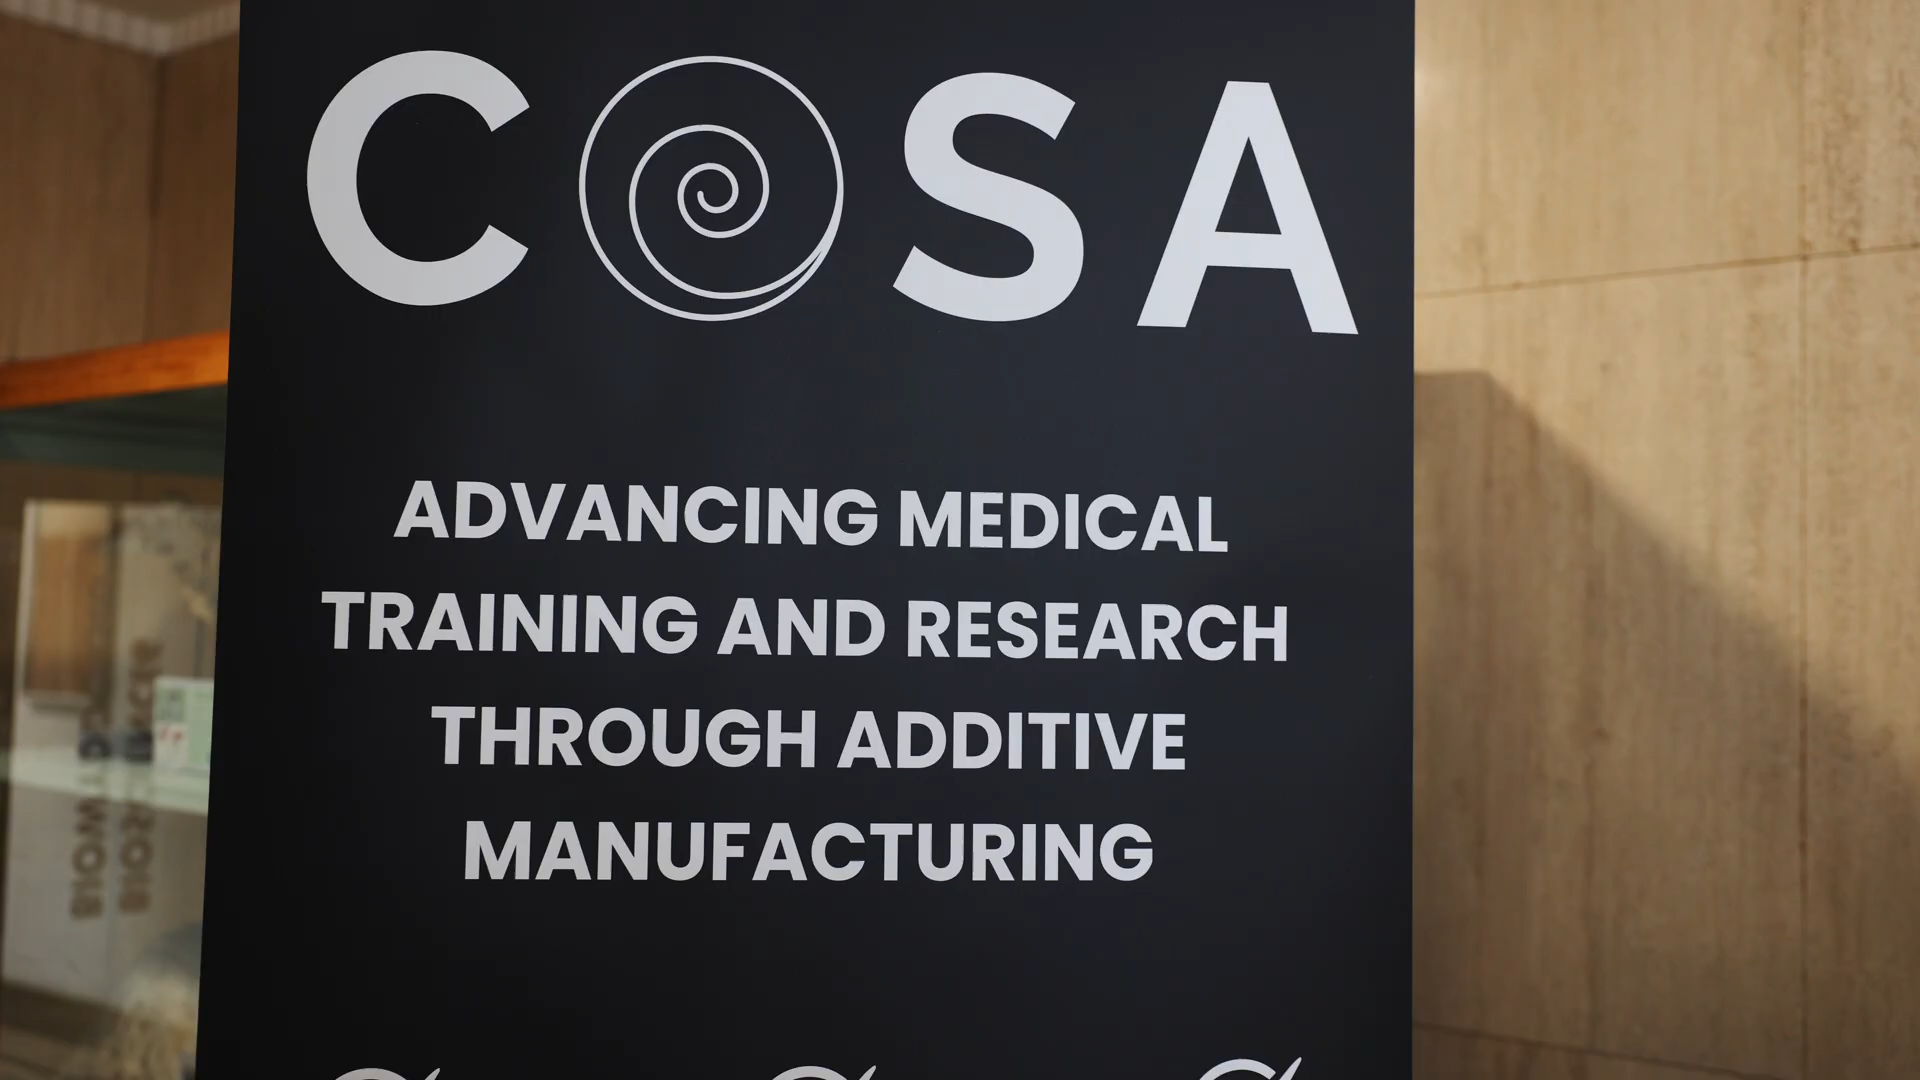 COSA
ADVANCING MEDICAL
TRAINING AND RESEARCH
THROUGH ADDITIVE
MANUFACTURING